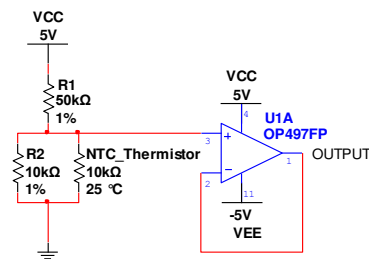 VCC
5V
R1
50kΩ
1%
R2
10kΩ
1%
NTC_Thermistor
10kΩ
25 °C
VCC
5V
4
U1A
OP497FP
3
+
1
OUTPUT
2
−
11
-5V
VEE